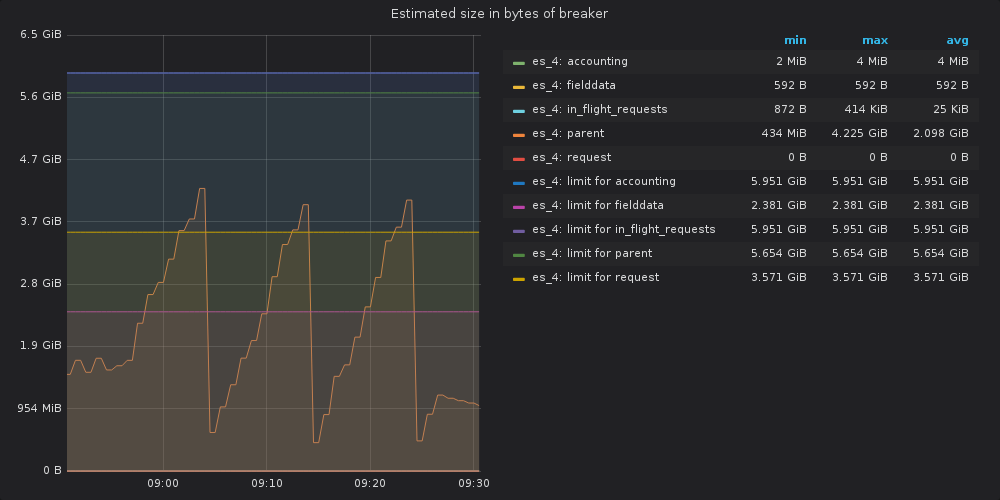 Estimated size in bytes of breaker
6.5 GiB
5.6 GiB
4.7 GiB
3.7 GiB
2.8 GiB
1.9 GiB
954 MiB
0 B
09:00 09:10 09:20 09:30
min max avg
es_4: accounting 2 MiB 4 MiB 4 MiB
es_4: fielddata 592 B 592 B 592 B
es_4: in_flight_requests 872 B 414 KiB 25 KiB
es_4: parent 434 MiB 4.225 GiB 2.098 GiB
es_4: request 0 B 0 B 0 B
es_4: limit for accounting 5.951 GiB 5.951 GiB 5.951 GiB
es_4: limit for fielddata 2.381 GiB 2.381 GiB 2.381 GiB
es_4: limit for in_flight_requests 5.951 GiB 5.951 GiB 5.951 GiB
es_4: limit for parent 5.654 GiB 5.654 GiB 5.654 GiB
es_4: limit for request 3.571 GiB 3.571 GiB 3.571 GiB